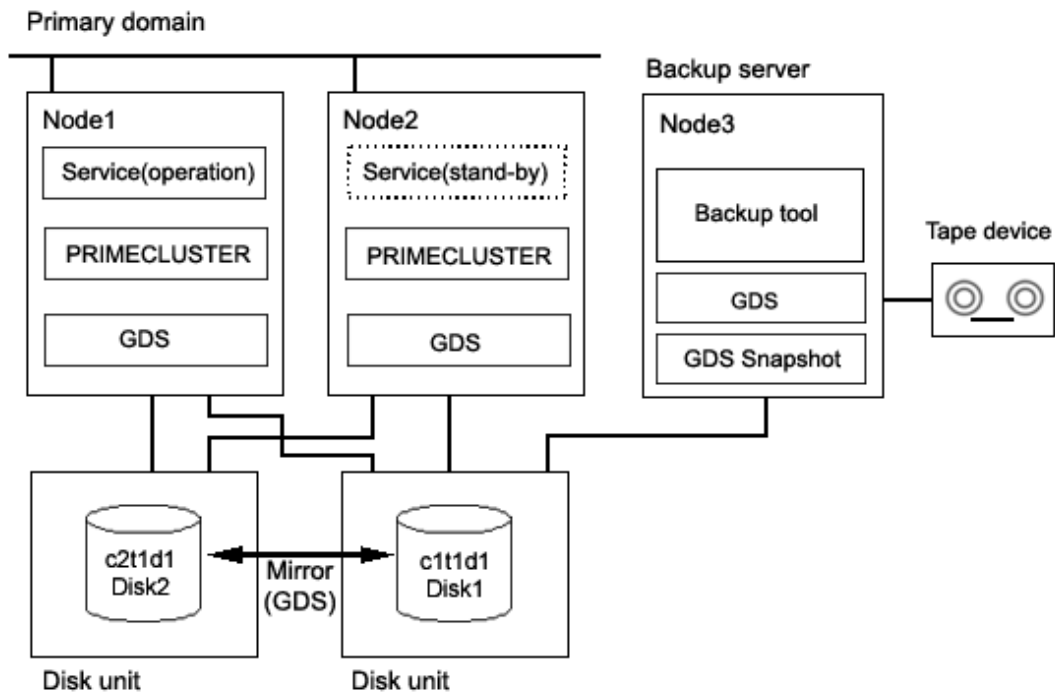 Primary domain
Backup server
Node1
Node2
Node3
Service(operation)
Service(stand-by)
Backup tool
PRIMECLUSTER
PRIMECLUSTER
Tape device
GDS
GDS
GDS
GDS Snapshot
c2t1d1
Disk2
Mirror
(GDS)
c1t1d1
Disk1
Disk unit
Disk unit